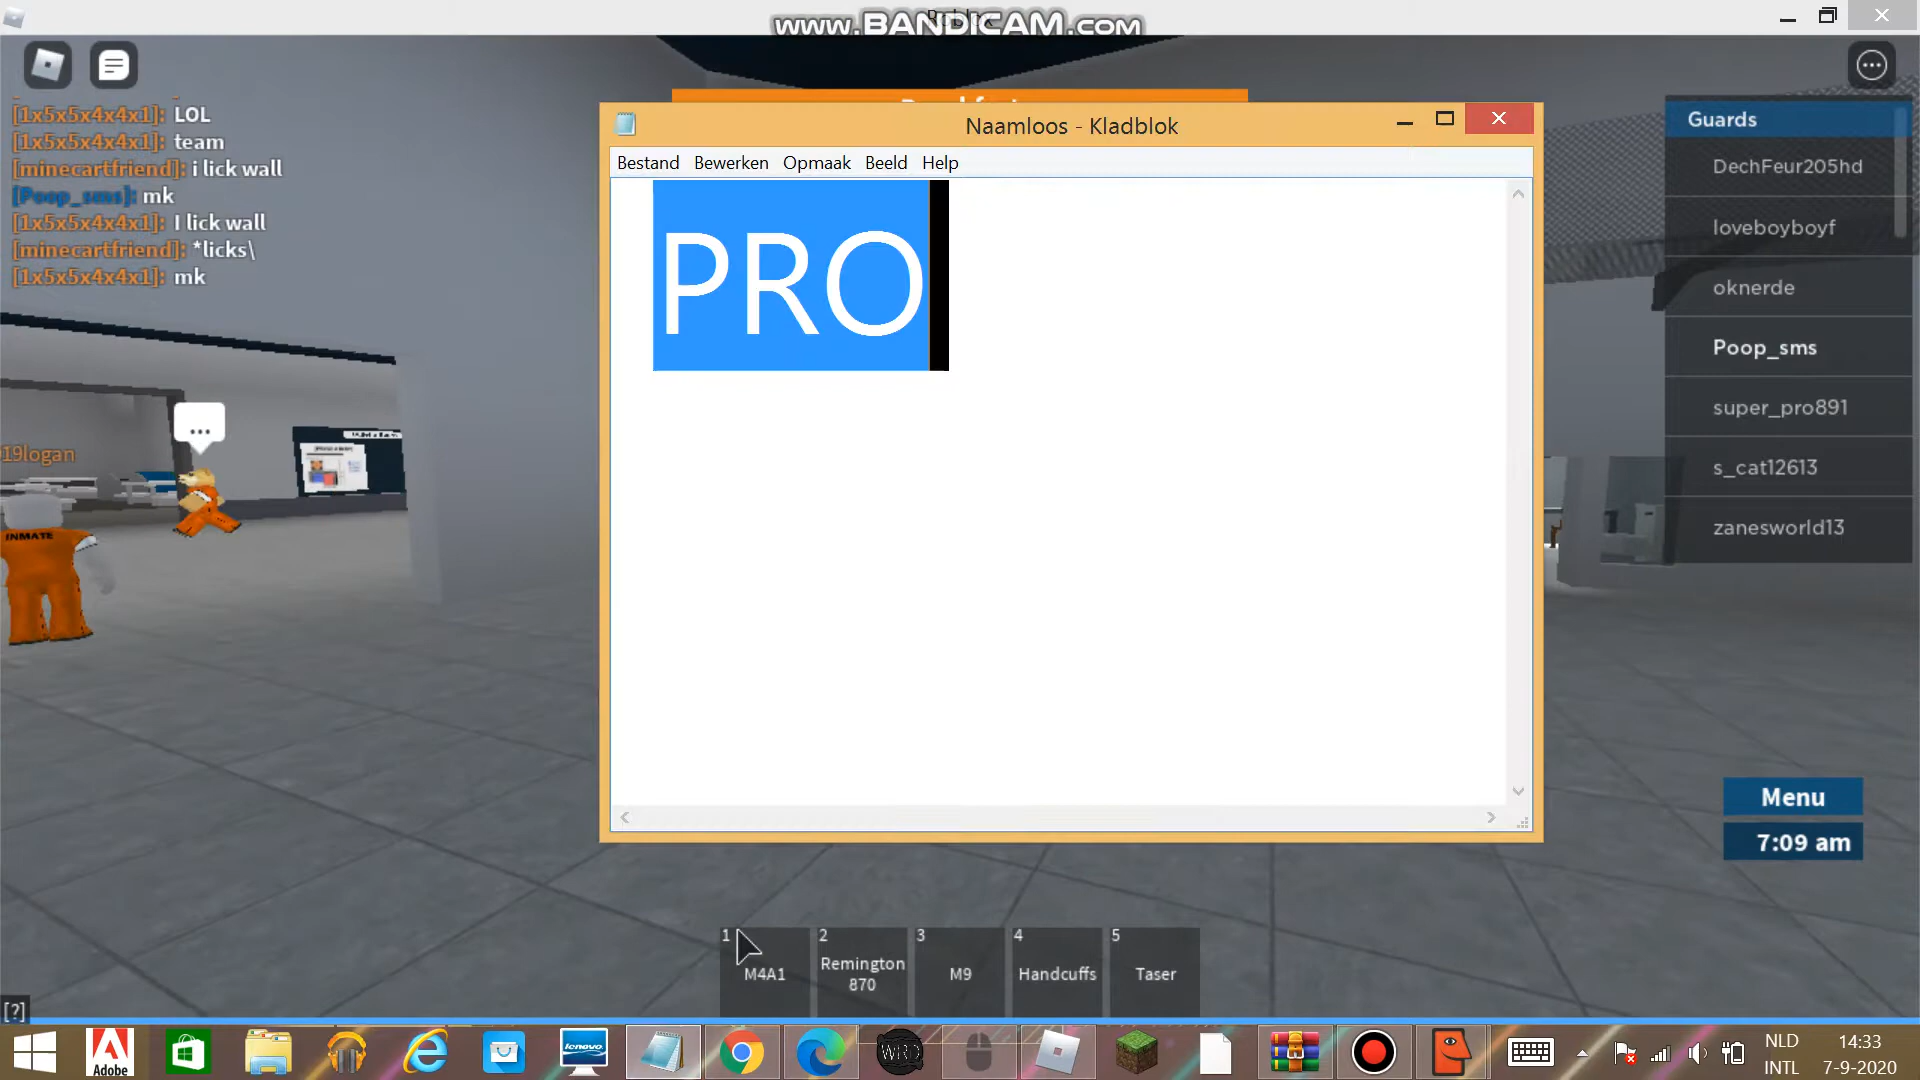 www.BANDICAM.com
[1x5x5x4x4x1]: LOL
[1x5x5x4x4x1]: team
[minecartfriend]: i lick wall
[Poop_sms]: mk
[1x5x5x4x4x1]: I lick wall
[minecartfriend]: *licks\
[1x5x5x4x4x1]: mk
Naamloos - Kladblok
Bestand Bewerken Opmaak Beeld Help
PRO
Guards
DechFeur205hd
loveboyboyf
oknerde
Poop_sms
super_pro891
s_cat12613
zanesworld13
19logan
INMATE
Menu
7:09 am
1 M4A1
2 Remington 870
3 M9
4 Handcuffs
5 Taser
[?]
Adobe
lenovo
WRD
NLD
INTL
14:33
7-9-2020